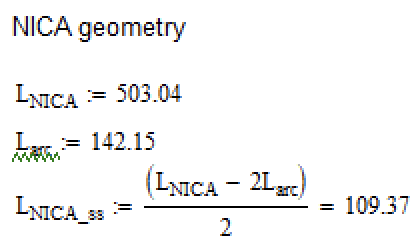 NICA geometry
L_NICA := 503.04
L_arc := 142.15
L_NICA_ss := (L_NICA − 2L_arc) / 2 = 109.37